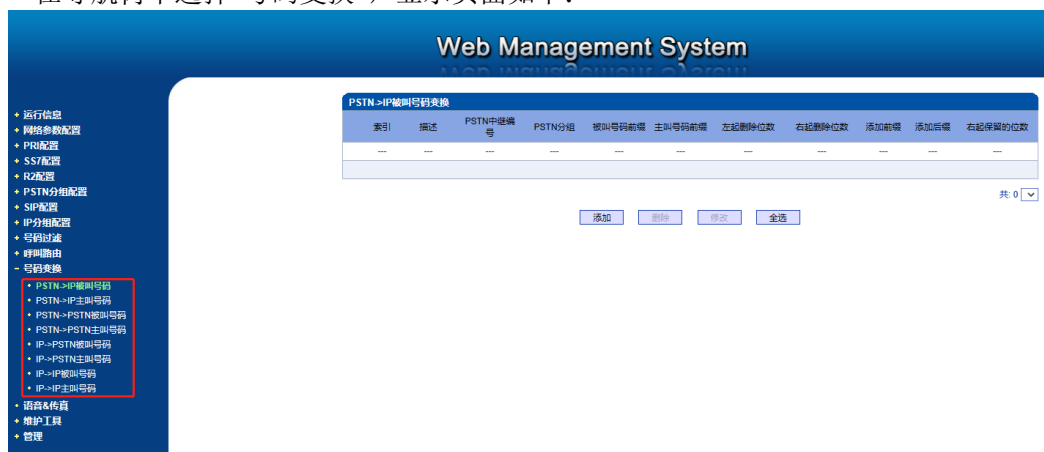 Web Management System
+ 运行信息
+ 网络参数配置
+ PRI配置
+ SS7配置
+ R2配置
+ PSTN分组配置
+ SIP配置
+ IP分组配置
+ 号码过滤
+ 呼叫路由
- 号码变换
• PSTN->IP被叫号码
• PSTN->IP主叫号码
• PSTN->PSTN被叫号码
• PSTN->PSTN主叫号码
• IP->PSTN被叫号码
• IP->PSTN主叫号码
• IP->IP被叫号码
• IP->IP主叫号码
• 语音&传真
+ 维护工具
+ 管理
PSTN->IP被叫号码变换
索引 描述 PSTN中继编号 PSTN分组 被叫号码前缀 主叫号码前缀 左起删除位数 右起删除位数 添加前缀 添加后缀 右起保留的位数
--- --- --- --- --- --- --- --- --- --- ---
共: 0
添加 删除 修改 全选